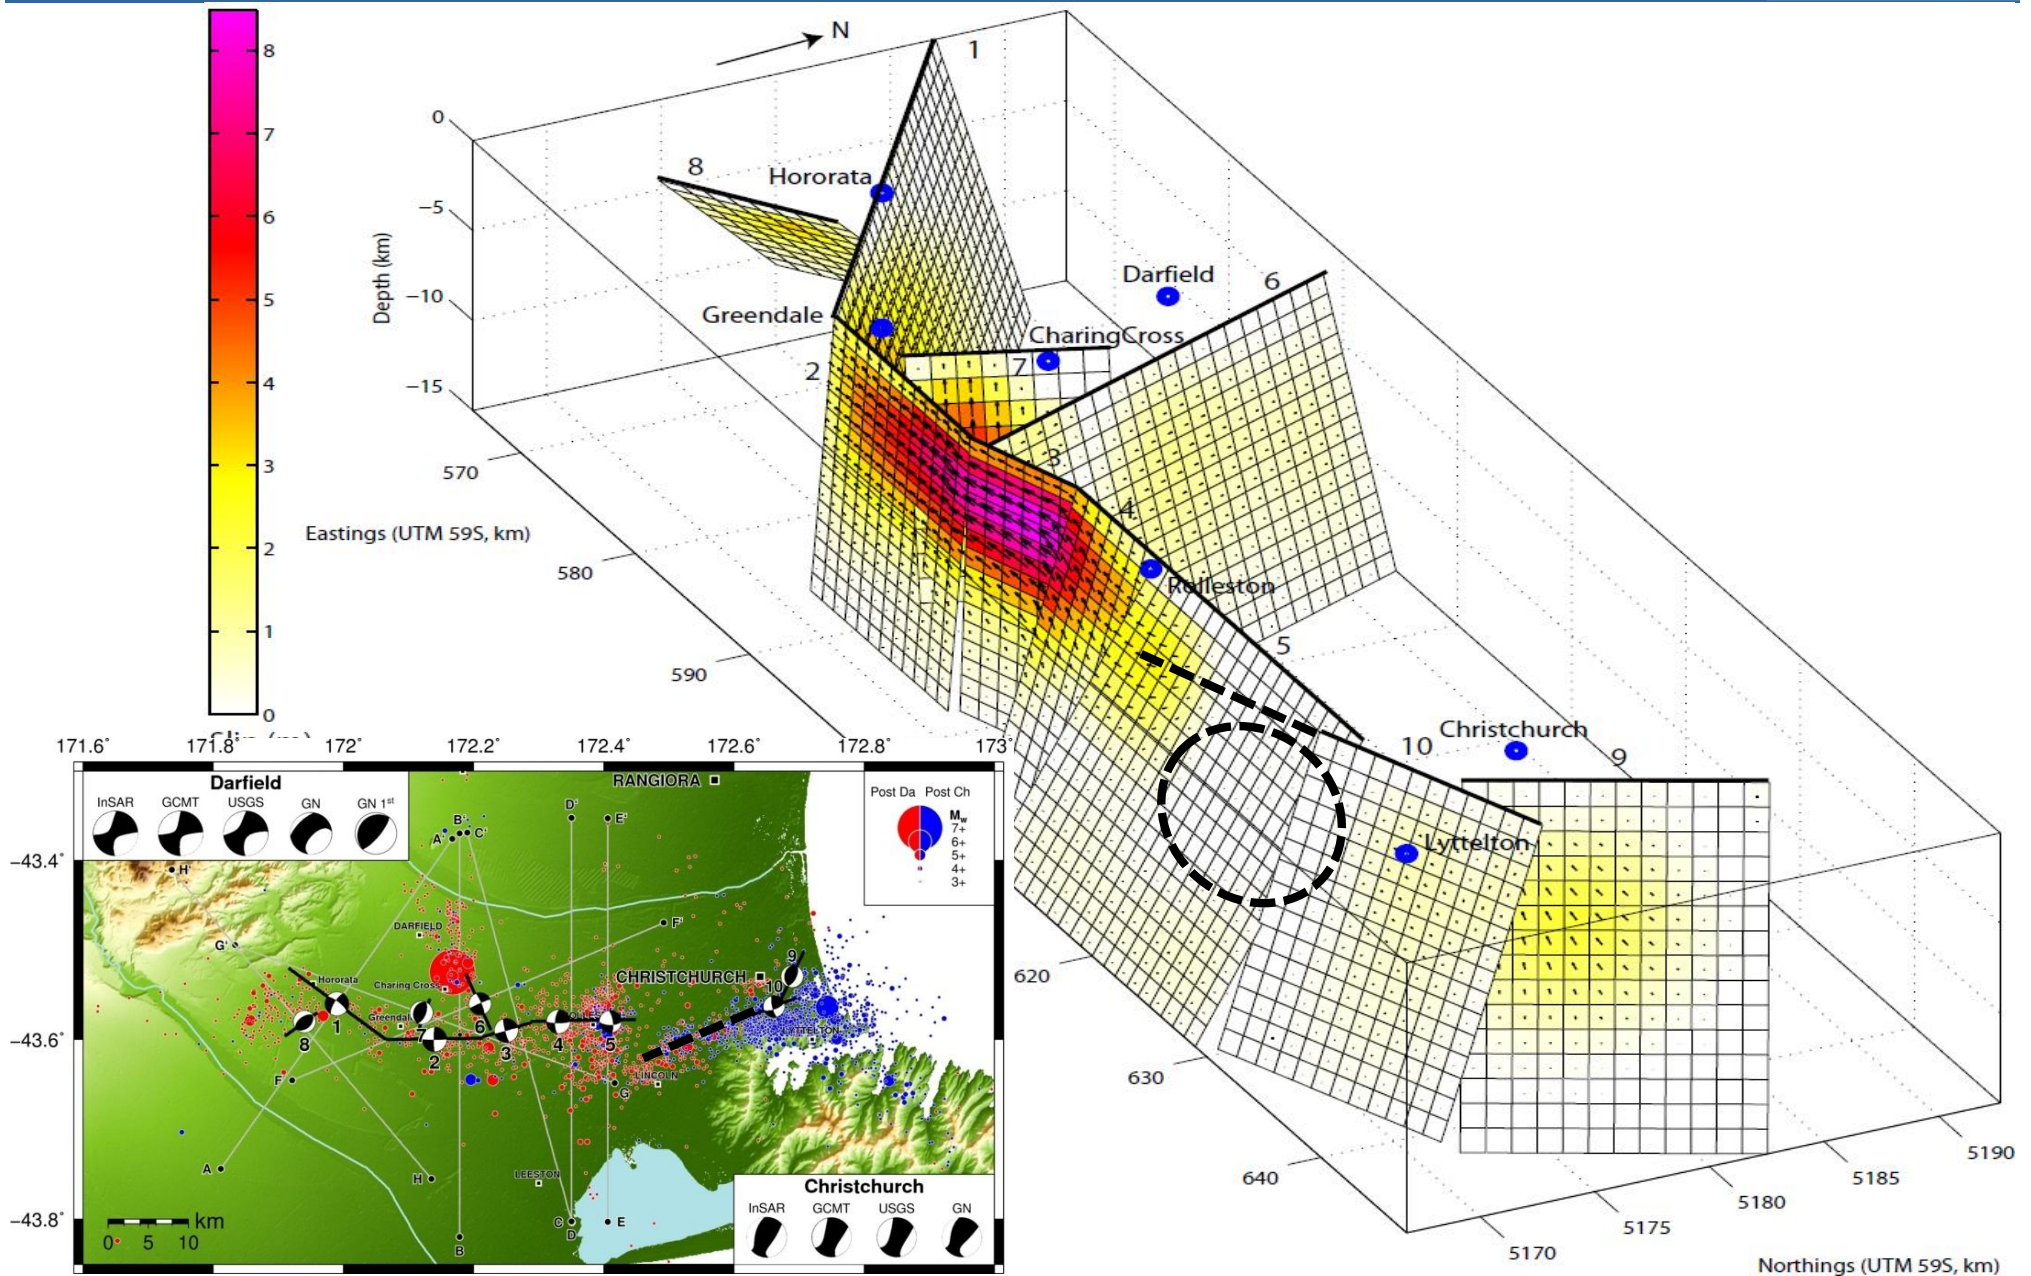 N
1
8
7
6
5
4
3
2
1
0
0
−5
−10
−15
Depth (km)
570
580
590
620
630
640
Eastings (UTM 59S, km)
5170
5175
5180
5185
5190
Northings (UTM 59S, km)
8
Hororata
Darfield
6
Greendale
CharingCross
7
2
3
4
Rolleston
5
10
Christchurch
9
Lyttelton
171.6°
171.8°
172°
172.2°
172.4°
172.6°
172.8°
173°
−43.4°
−43.6°
−43.8°
Darfield
InSAR
GCMT
USGS
GN
GN 1st
RANGIORA
Post Da
Post Ch
Mw
7+
6+
5+
4+
3+
D'
E'
B'
A'
C'
H'
DARFIELD
F'
G'
Hororata
Charing Cross
CHRISTCHURCH
9
10
Greendal
1
8
7
2
6
3
4
5
LYTTELTON
LINCOLN
F
G
A
H
LEESTON
C
D
E
B
km
0
5
10
Christchurch
InSAR
GCMT
USGS
GN